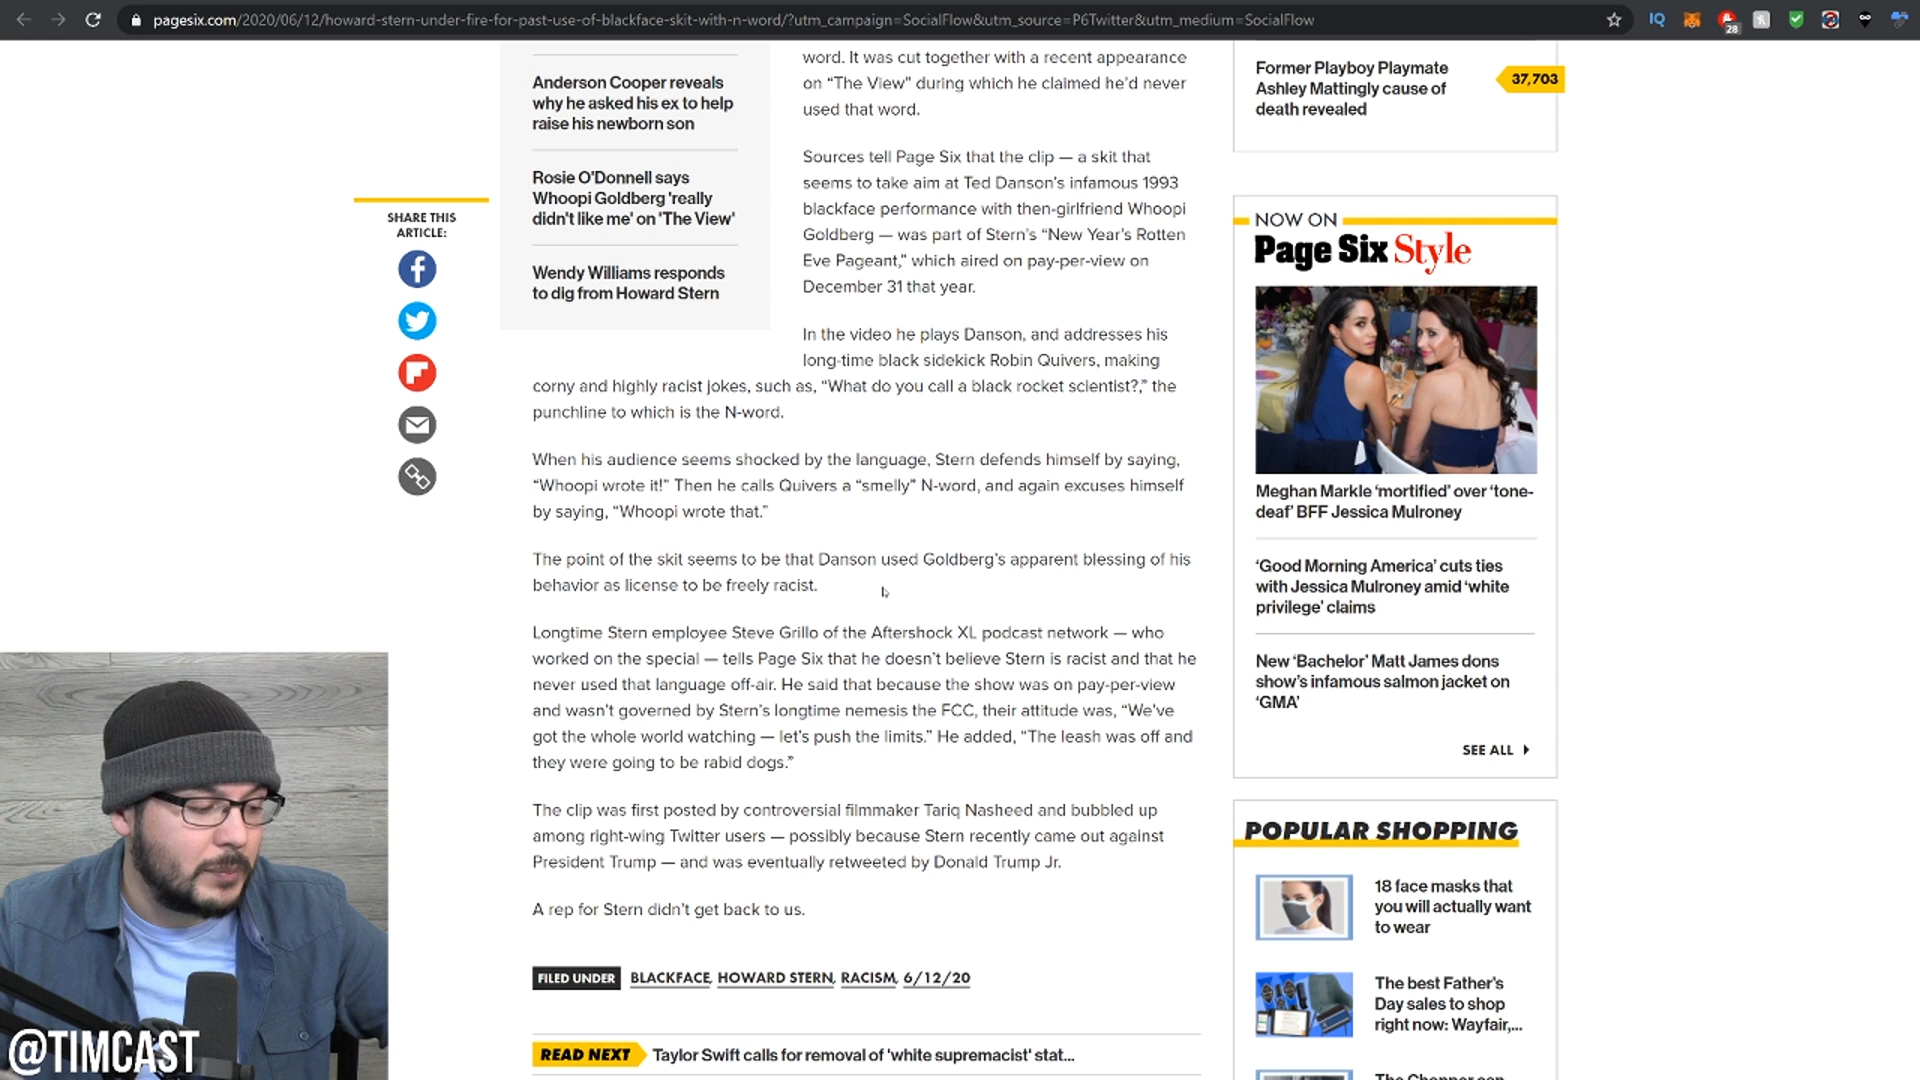 pagesix.com/2020/06/12/howard-stern-under-fire-for-past-use-of-blackface-skit-with-n-word/?utm_campaign=SocialFlow&utm_source=P6Twitter&utm_medium=SocialFlow
IQ
28
Anderson Cooper reveals
why he asked his ex to help
raise his newborn son
Rosie O'Donnell says
Whoopi Goldberg 'really
didn't like me' on 'The View'
Wendy Williams responds
to dig from Howard Stern
SHARE THIS
ARTICLE:
word. It was cut together with a recent appearance
on “The View” during which he claimed he’d never
used that word.
Sources tell Page Six that the clip — a skit that
seems to take aim at Ted Danson’s infamous 1993
blackface performance with then-girlfriend Whoopi
Goldberg — was part of Stern’s “New Year’s Rotten
Eve Pageant,” which aired on pay-per-view on
December 31 that year.
In the video he plays Danson, and addresses his
long-time black sidekick Robin Quivers, making
corny and highly racist jokes, such as, “What do you call a black rocket scientist?,” the
punchline to which is the N-word.
When his audience seems shocked by the language, Stern defends himself by saying,
“Whoopi wrote it!” Then he calls Quivers a “smelly” N-word, and again excuses himself
by saying, “Whoopi wrote that.”
The point of the skit seems to be that Danson used Goldberg’s apparent blessing of his
behavior as license to be freely racist.
Longtime Stern employee Steve Grillo of the Aftershock XL podcast network — who
worked on the special — tells Page Six that he doesn’t believe Stern is racist and that he
never used that language off-air. He said that because the show was on pay-per-view
and wasn’t governed by Stern’s longtime nemesis the FCC, their attitude was, “We’ve
got the whole world watching — let’s push the limits.” He added, “The leash was off and
they were going to be rabid dogs.”
The clip was first posted by controversial filmmaker Tariq Nasheed and bubbled up
among right-wing Twitter users — possibly because Stern recently came out against
President Trump — and was eventually retweeted by Donald Trump Jr.
A rep for Stern didn’t get back to us.
FILED UNDER BLACKFACE, HOWARD STERN, RACISM, 6/12/20
READ NEXT Taylor Swift calls for removal of 'white supremacist' stat...
Former Playboy Playmate
Ashley Mattingly cause of
death revealed
37,703
NOW ON
Page Six Style
Meghan Markle ‘mortified’ over ‘tone-
deaf’ BFF Jessica Mulroney
‘Good Morning America’ cuts ties
with Jessica Mulroney amid ‘white
privilege’ claims
New ‘Bachelor’ Matt James dons
show’s infamous salmon jacket on
‘GMA’
SEE ALL
POPULAR SHOPPING
18 face masks that
you will actually want
to wear
The best Father’s
Day sales to shop
right now: Wayfair,...
@TIMCAST